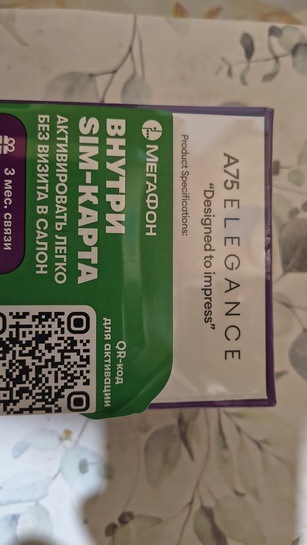 A75 ELEGANCE
“Designed to impress”
Product Specifications:
МЕГАФОН
ВНУТРИ
SIM-КАРТА
АКТИВИРОВАТЬ ЛЕГКО
БЕЗ ВИЗИТА В САЛОН
3 мес. связи
QR-код
для активации